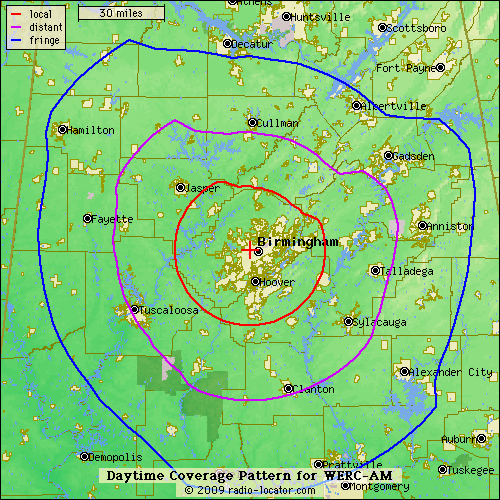 local
distant
fringe
30 miles
Athens
Huntsville
Scottsboro
Decatur
Fort Payne
Albertville
Hamilton
Cullman
Gadsden
Jasper
Fayette
Anniston
Birmingham
Talladega
Hoover
Tuscaloosa
Sylacauga
Alexander City
Clanton
Auburn
Demopolis
Prattville
Tuskegee
Daytime Coverage Pattern for WERC-AM
Montgomery
© 2009 radio-locator.com